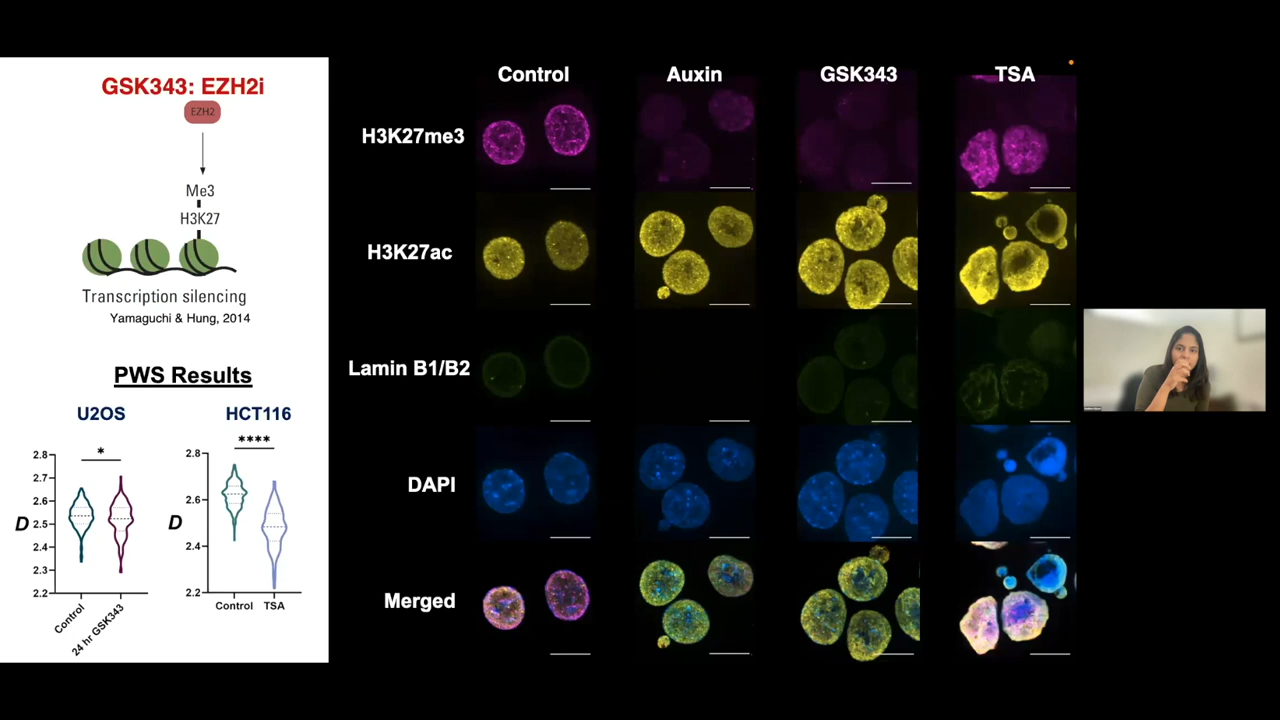 GSK343: EZH2i
EZH2
Me3
H3K27
Transcription silencing
Yamaguchi & Hung, 2014
PWS Results
U2OS
HCT116
*
****
D
2.8
2.7
2.6
2.5
2.4
2.3
2.2
Control
24 hr GSK343
D
2.8
2.6
2.4
2.2
Control
TSA
Control
Auxin
GSK343
TSA
H3K27me3
H3K27ac
Lamin B1/B2
DAPI
Merged